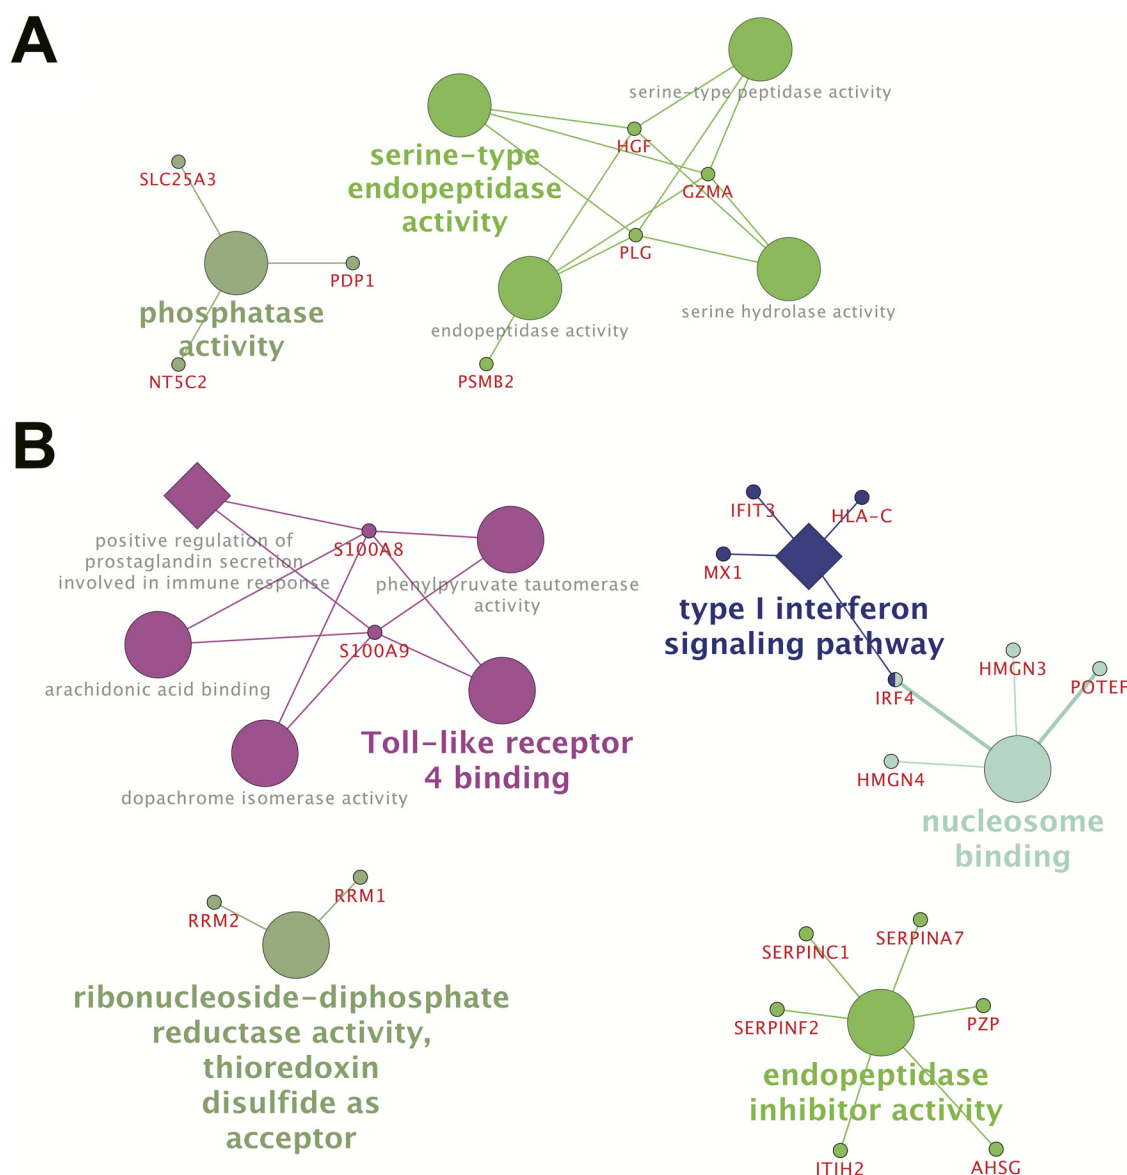 A
serine-type peptidase activity
HGF
serine-type
endopeptidase
activity
GZMA
SLC25A3
PLG
PDP1
phosphatase
activity
serine hydrolase activity
endopeptidase activity
NT5C2
PSMB2
B
positive regulation of
prostaglandin secretion
involved in immune response
S100A8
phenylpyruvate tautomerase
activity
S100A9
arachidonic acid binding
Toll-like receptor
4 binding
dopachrome isomerase activity
IFIT3
HLA-C
MX1
type I interferon
signaling pathway
IRF4
HMGN3
POTEF
HMGN4
nucleosome
binding
RRM1
RRM2
ribonucleoside-diphosphate
reductase activity,
thioredoxin
disulfide as
acceptor
SERPINC1
SERPINA7
SERPINF2
PZP
endopeptidase
inhibitor activity
ITIH2
AHSG